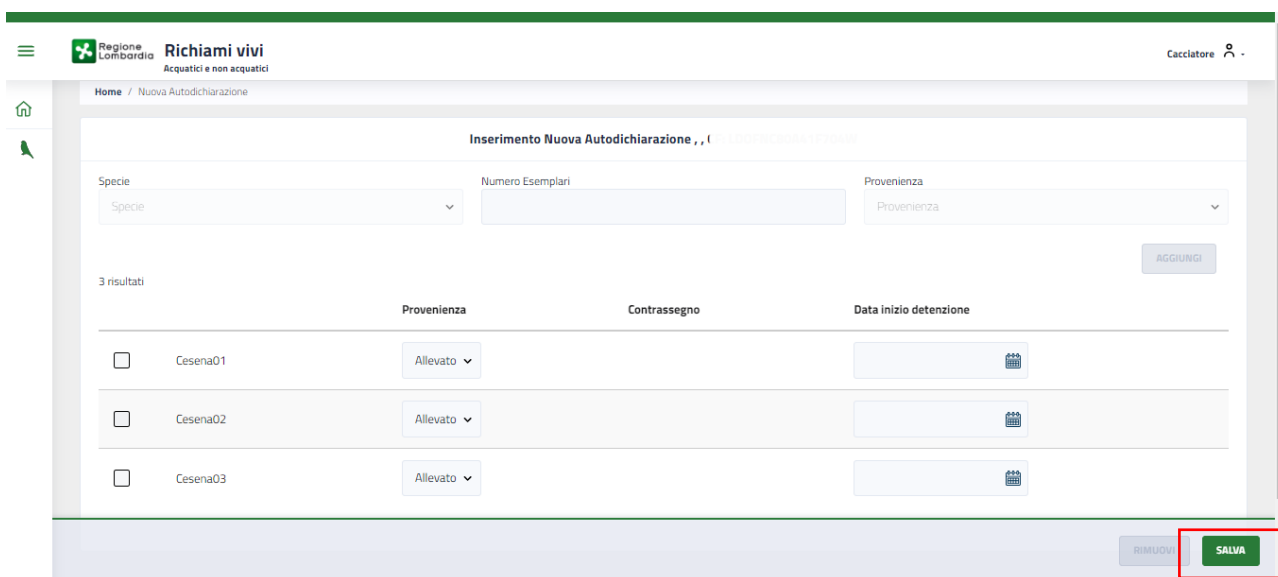 Regione
Lombardia
Richiami vivi
Acquatici e non acquatici
Cacciatore
Home / Nuova Autodichiarazione
Inserimento Nuova Autodichiarazione , , (
Specie Numero Esemplari Provenienza
Specie Provenienza
AGGIUNGI
3 risultati
Provenienza Contrassegno Data inizio detenzione
Cesena01 Allevato
Cesena02 Allevato
Cesena03 Allevato
RIMUOVI SALVA